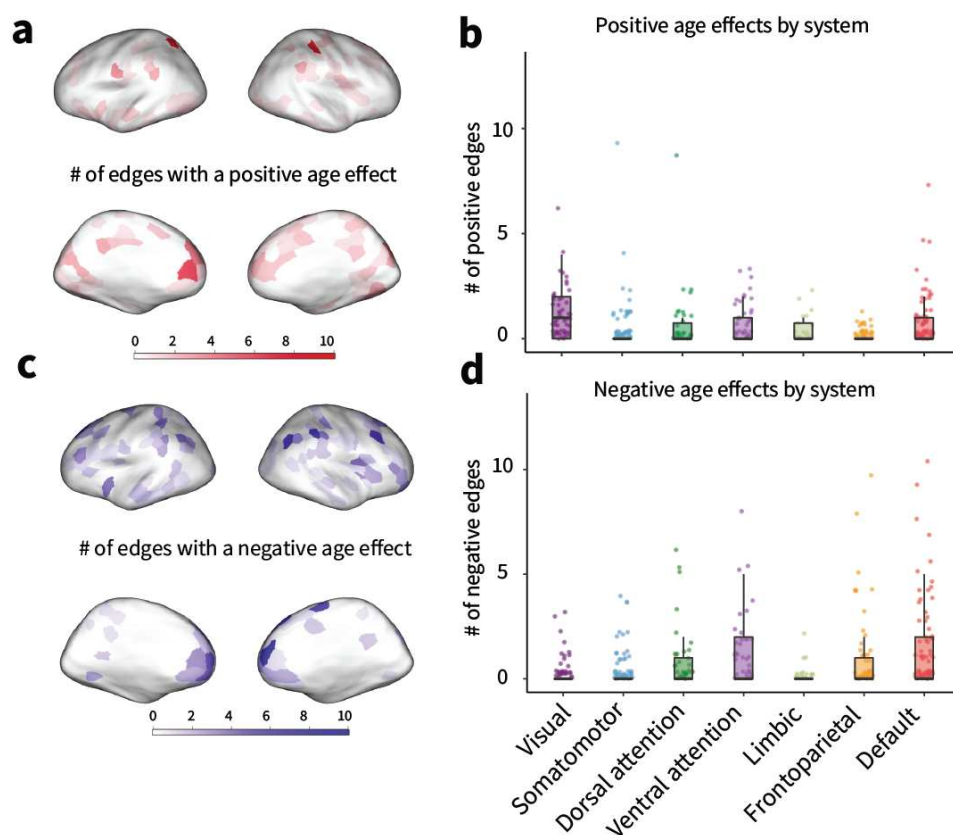 a
# of edges with a positive age effect
0 2 4 6 8 10
b
Positive age effects by system
# of positive edges
10
5
0
c
# of edges with a negative age effect
0 2 4 6 8 10
d
Negative age effects by system
# of negative edges
10
5
0
Visual
Somatomotor
Dorsal attention
Ventral attention
Limbic
Frontoparietal
Default